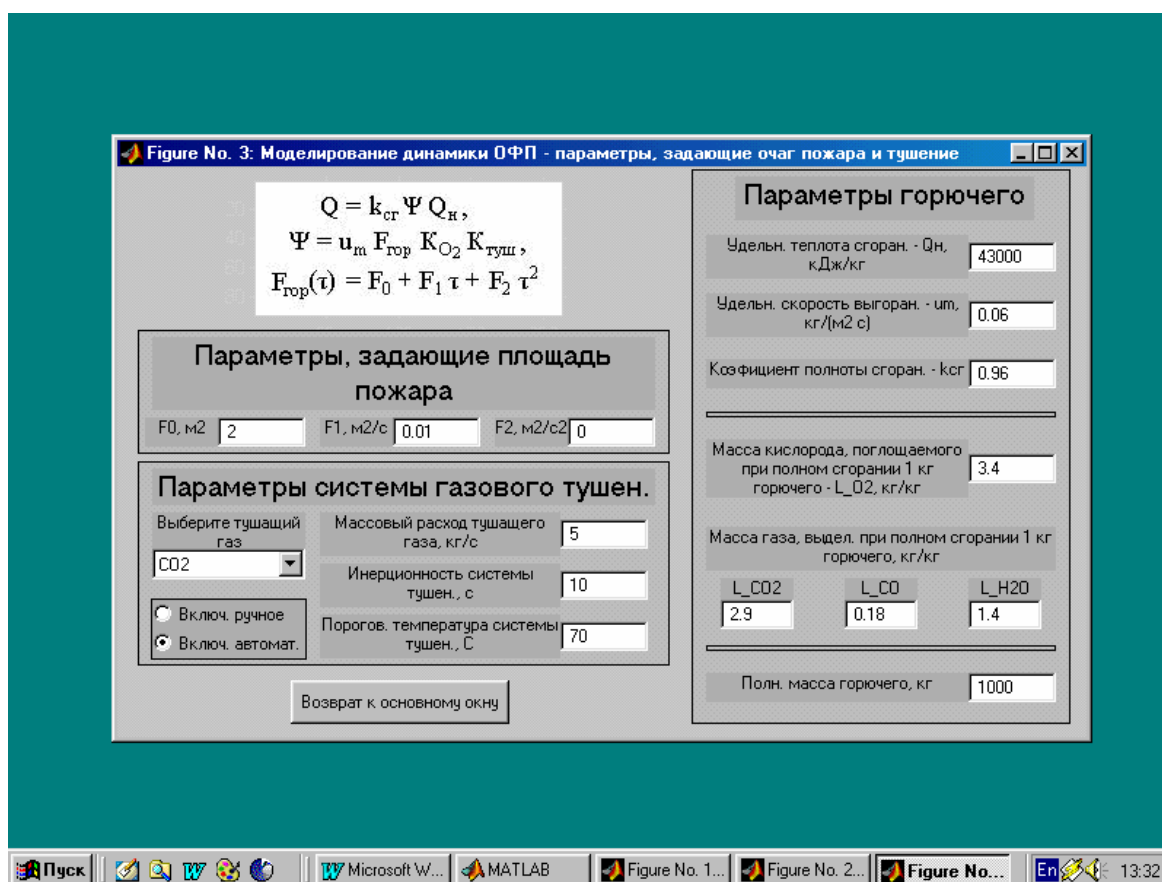 Figure No. 3: Моделирование динамики ОФП - параметры, задающие очаг пожара и тушение
Q = kсг Ψ Qн,
Ψ = um Fгор KO2 Kтуш,
Fгор(τ) = F0 + F1 τ + F2 τ²
Параметры, задающие площадь
пожара
F0, м2 2 F1, м2/с 0.01 F2, м2/с2 0
Параметры системы газового тушен.
Выберите тушащий
газ
CO2
Включ. ручное
Включ. автомат.
Массовый расход тушащего
газа, кг/с
5
Инерционность системы
тушен., с
10
Порогов. температура системы
тушен., С
70
Возврат к основному окну
Параметры горючего
Удельн. теплота сгоран. - Qн,
кДж/кг
43000
Удельн. скорость выгоран. - um,
кг/(м2 с)
0.06
Коэфициент полноты сгоран. - kсг 0.96
Масса кислорода, поглощаемого
при полном сгорании 1 кг
горючего - L_O2, кг/кг
3.4
Масса газа, выдел. при полном сгорании 1 кг
горючего, кг/кг
L_CO2 L_CO L_H2O
2.9 0.18 1.4
Полн. масса горючего, кг 1000
Пуск Microsoft W... MATLAB Figure No. 1... Figure No. 2... Figure No... En 13:32